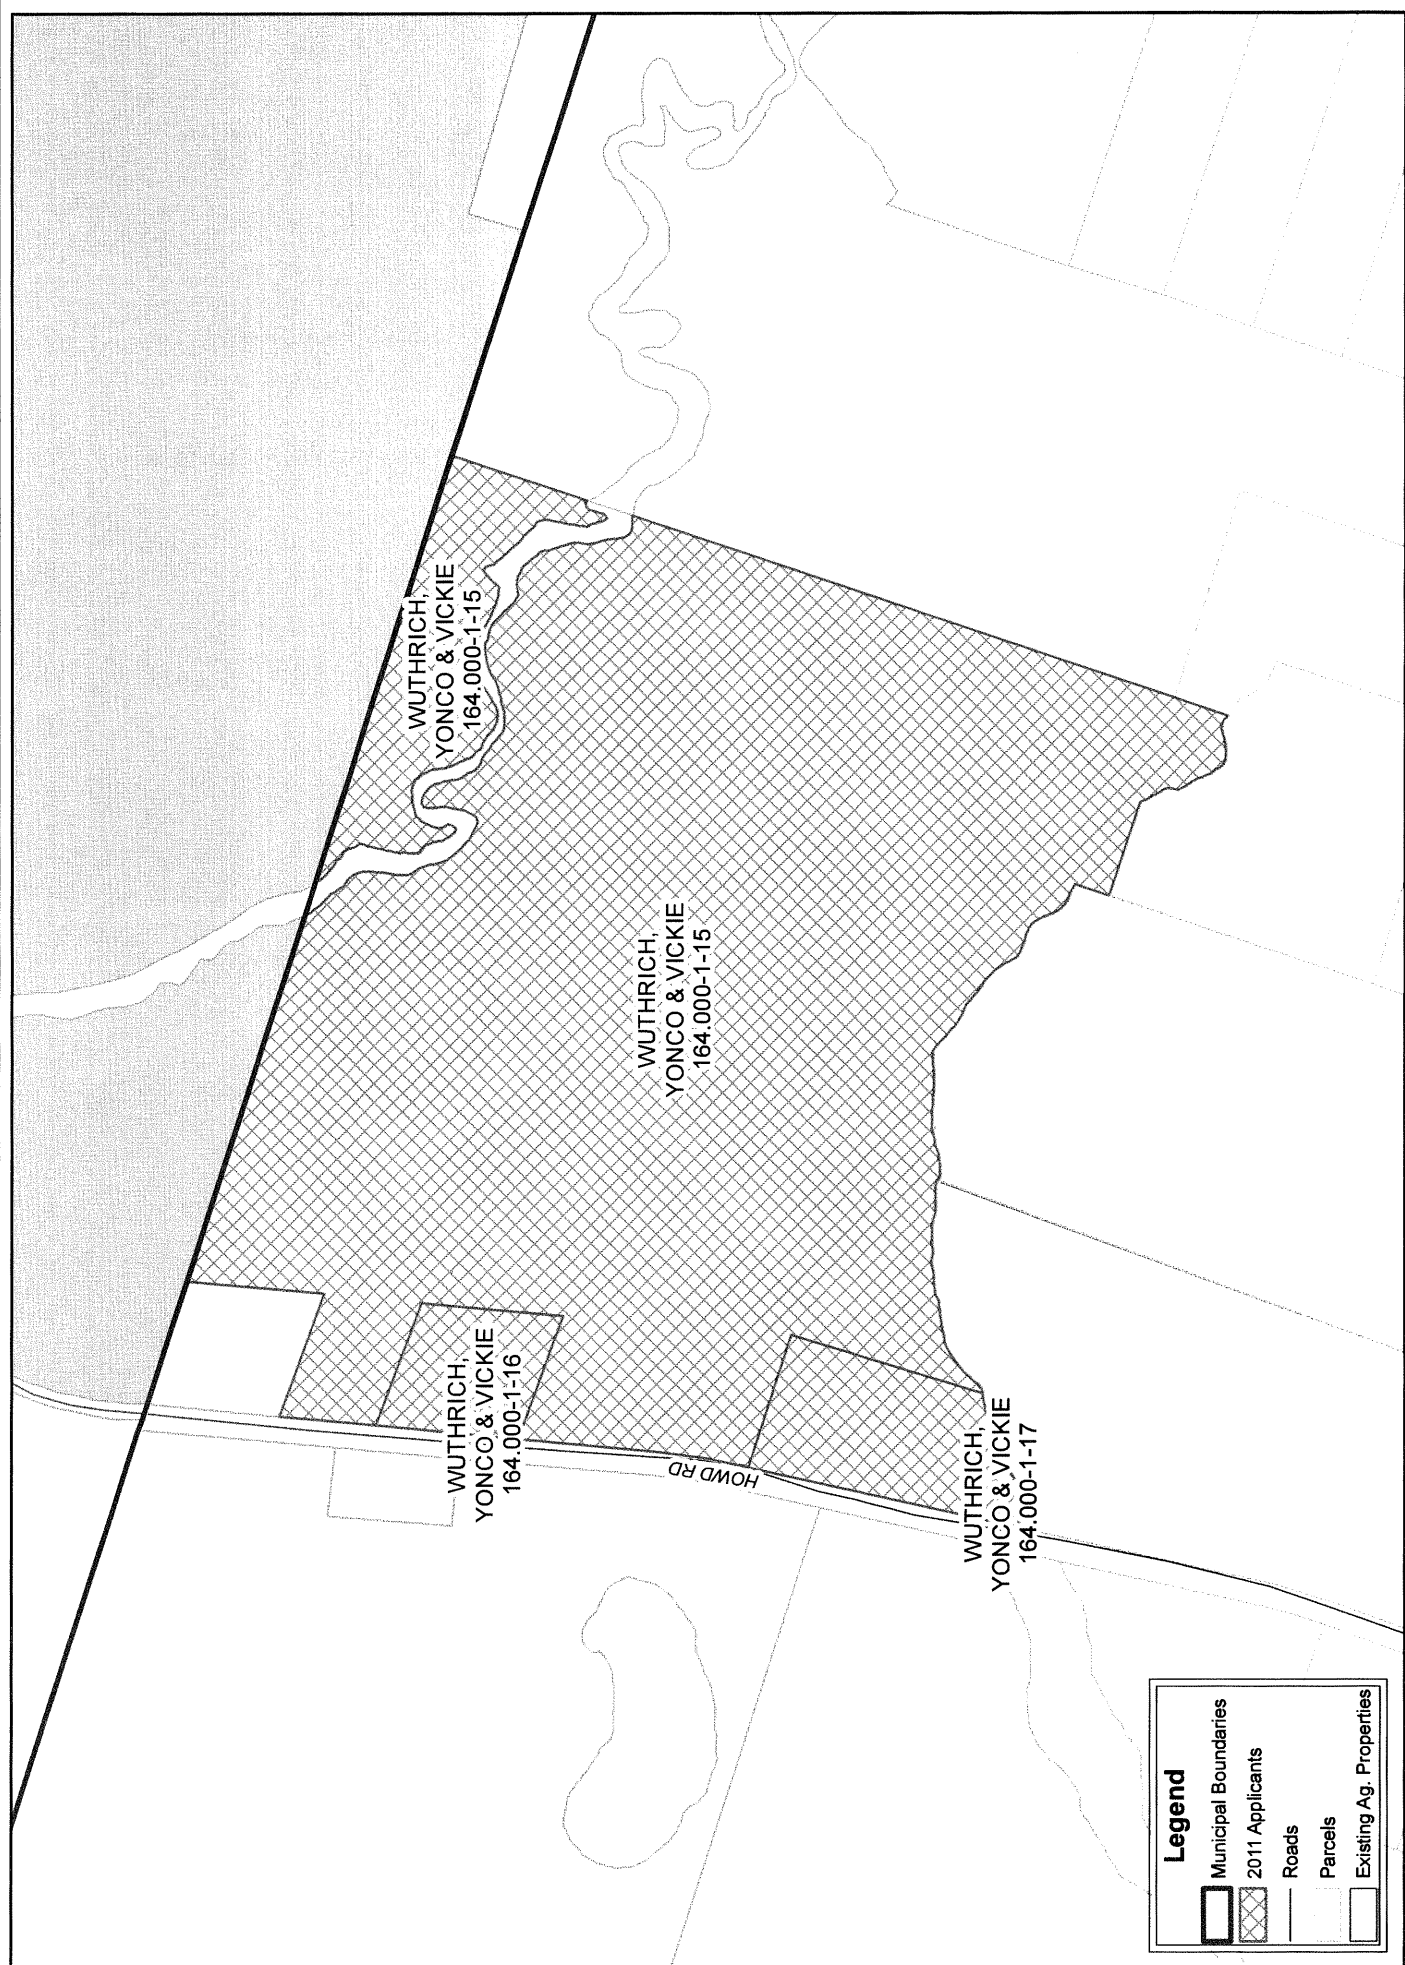 WUTHRICH,
YONCO & VICKIE
164.000-1-15
WUTHRICH,
YONCO & VICKIE
164.000-1-15
WUTHRICH,
YONCO & VICKIE
164.000-1-16
HOWD RD
WUTHRICH,
YONCO & VICKIE
164.000-1-17
Legend
Municipal Boundaries
2011 Applicants
Roads
Parcels
Existing Ag. Properties